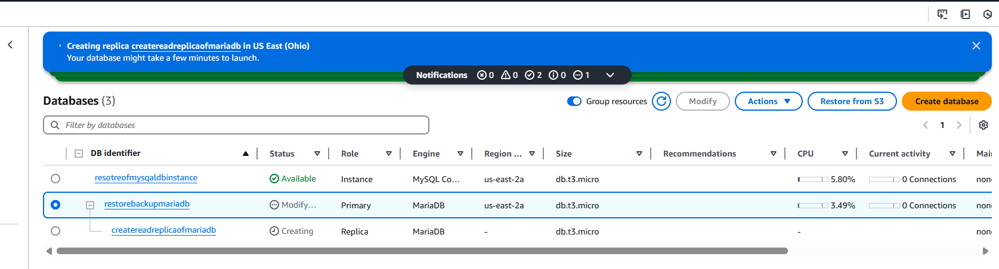 Creating replica createreadreplicaofmariadb in US East (Ohio)
Your database might take a few minutes to launch.
Notifications 0 0 2 0 1
Databases (3)
Group resources Modify Actions Restore from S3 Create database
Filter by databases
1
DB identifier Status Role Engine Region ... Size Recommendations CPU Current activity Main
resotreofmysqaldbinstance Available Instance MySQL Co... us-east-2a db.t3.micro 5.80% 0 Connections none
restorebackupmariadb Modify... Primary MariaDB us-east-2a db.t3.micro 3.49% 0 Connections none
createreadreplicaofmariadb Creating Replica MariaDB - db.t3.micro - none